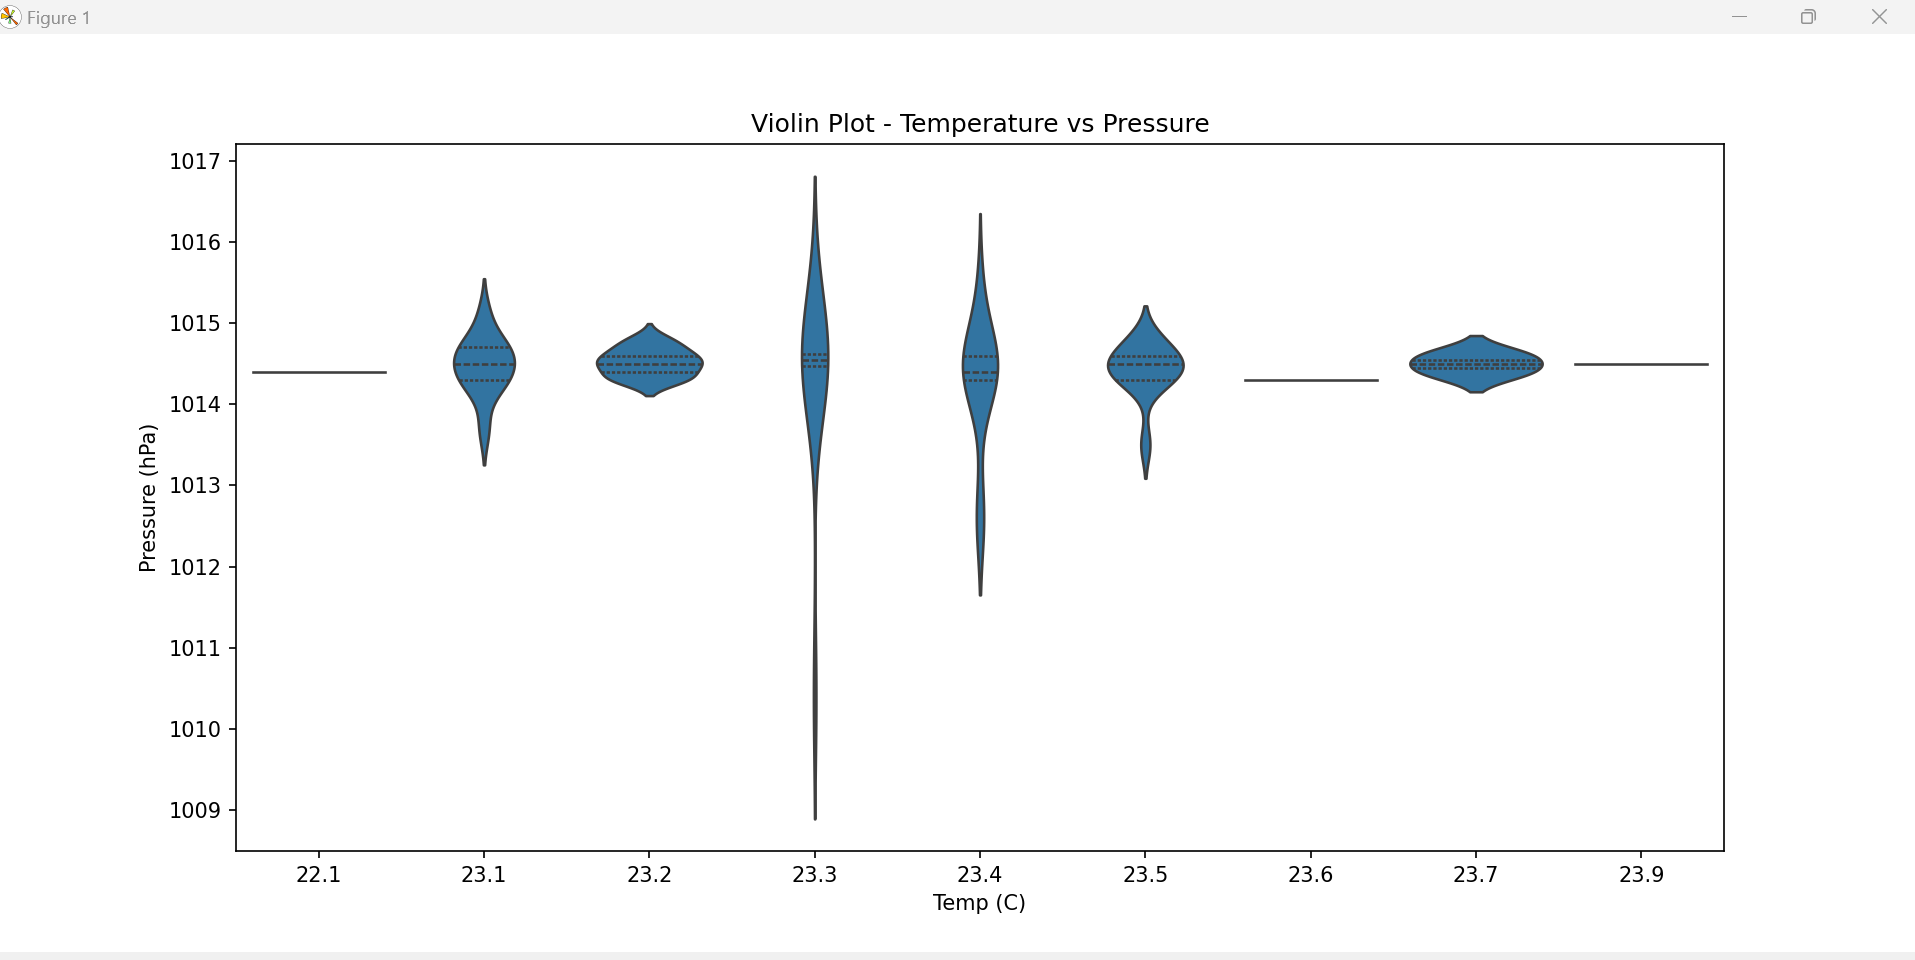 Figure 1
Violin Plot - Temperature vs Pressure
1017
1016
1015
1014
1013
1012
1011
1010
1009
Pressure (hPa)
22.1 23.1 23.2 23.3 23.4 23.5 23.6 23.7 23.9
Temp (C)